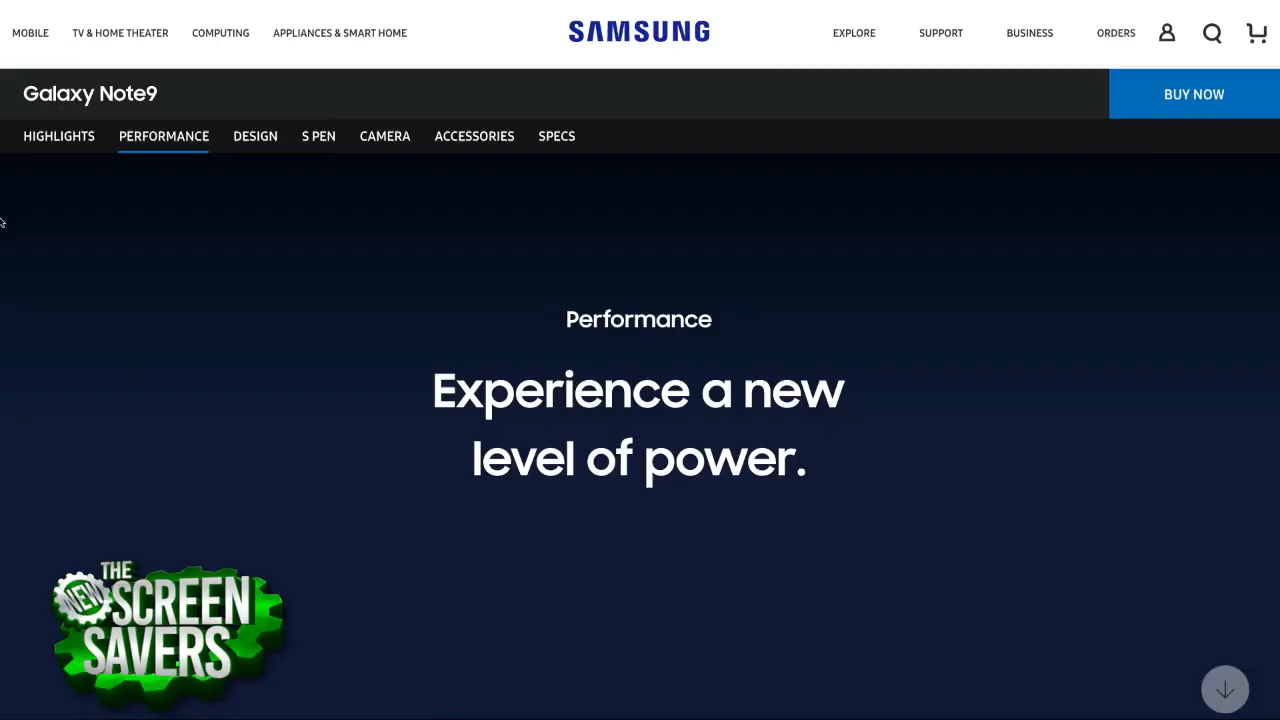 MOBILE TV & HOME THEATER COMPUTING APPLIANCES & SMART HOME SAMSUNG EXPLORE SUPPORT BUSINESS ORDERS
Galaxy Note9 BUY NOW
HIGHLIGHTS PERFORMANCE DESIGN S PEN CAMERA ACCESSORIES SPECS
Performance
Experience a new
level of power.
THE
NEW SCREEN
SAVERS